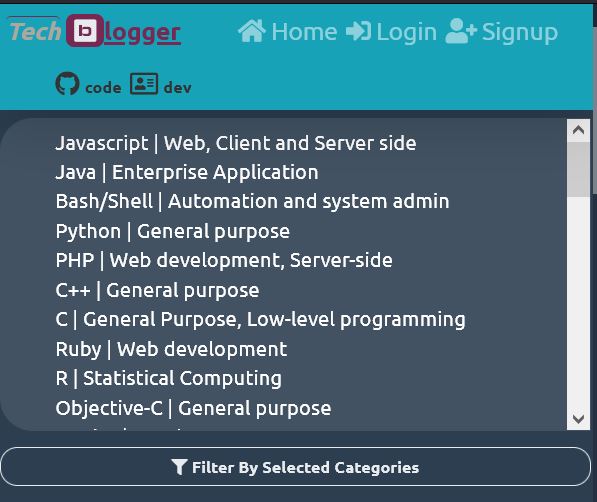 Tech blogger Home Login Signup
code dev
Javascript | Web, Client and Server side
Java | Enterprise Application
Bash/Shell | Automation and system admin
Python | General purpose
PHP | Web development, Server-side
C++ | General purpose
C | General Purpose, Low-level programming
Ruby | Web development
R | Statistical Computing
Objective-C | General purpose
Filter By Selected Categories